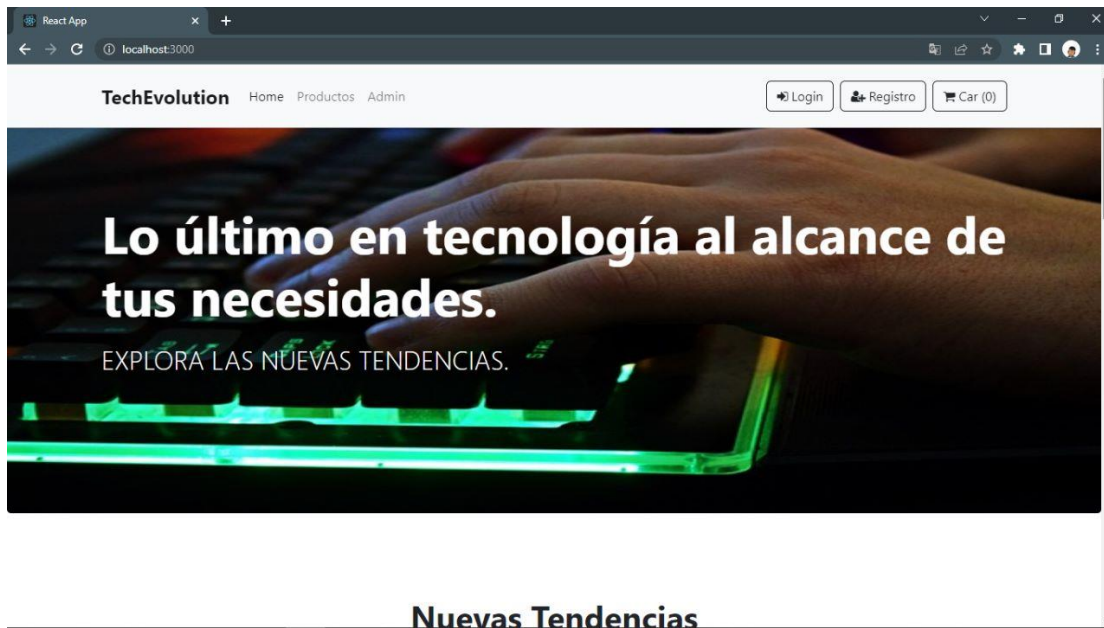 React App
localhost:3000
TechEvolution Home Productos Admin Login Registro Car (0)
Lo último en tecnología al alcance de
tus necesidades.
EXPLORA LAS NUEVAS TENDENCIAS.
Nuevas Tendencias